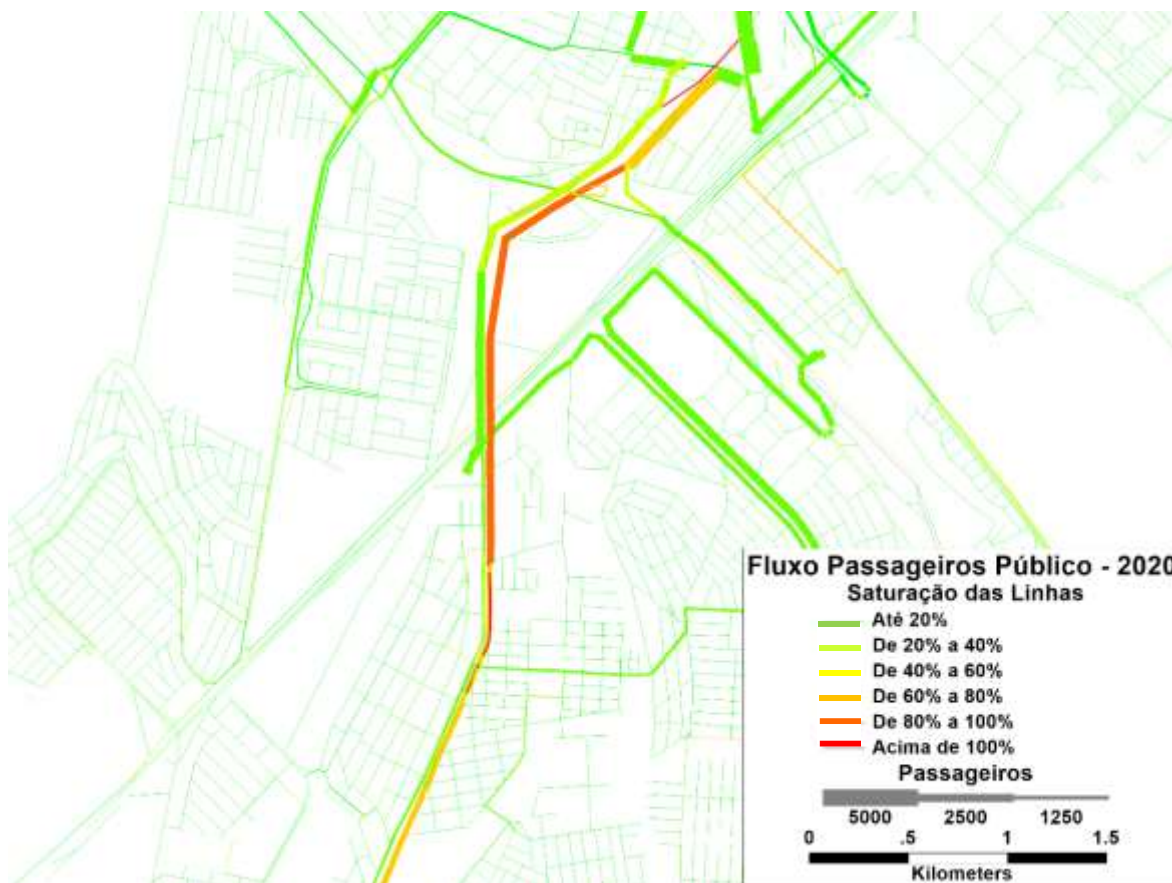 Fluxo Passageiros Público - 2020
Saturação das Linhas
Até 20%
De 20% a 40%
De 40% a 60%
De 60% a 80%
De 80% a 100%
Acima de 100%
Passageiros
5000 2500 1250
0 .5 1 1.5
Kilometers